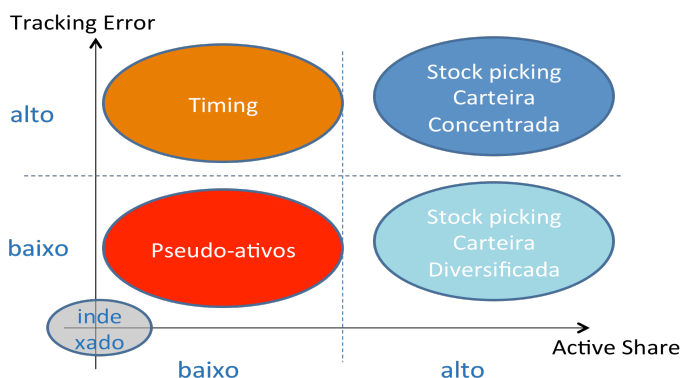 Tracking Error
alto
Timing
Stock picking
Carteira
Concentrada
baixo
Pseudo-ativos
Stock picking
Carteira
Diversificada
inde
xado
Active Share
baixo
alto